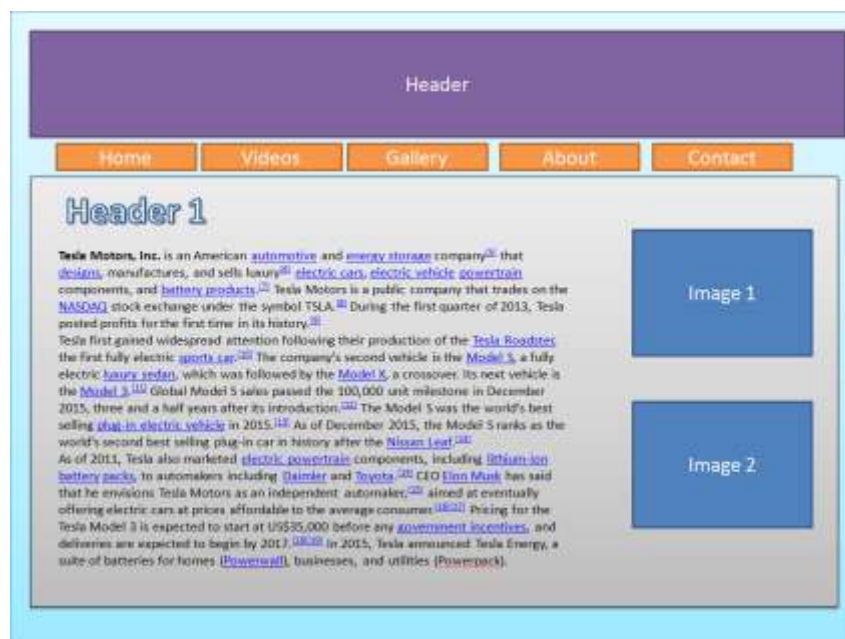 Header
Home Videos Gallery About Contact
Header 1
Tesla Motors, Inc. is an American automotive and energy storage company[5] that
designs, manufactures, and sells luxury[6] electric cars, electric vehicle powertrain
components, and battery products.[7] Tesla Motors is a public company that trades on the
NASDAQ stock exchange under the symbol TSLA.[8] During the first quarter of 2013, Tesla
posted profits for the first time in its history.[9]
Tesla first gained widespread attention following their production of the Tesla Roadster,
the first fully electric sports car.[10] The company's second vehicle is the Model S, a fully
electric luxury sedan, which was followed by the Model X, a crossover. Its next vehicle is
the Model 3.[11] Global Model S sales passed the 100,000 unit milestone in December
2015, three and a half years after its introduction.[12] The Model S was the world's best
selling plug-in electric vehicle in 2015.[13] As of December 2015, the Model S ranks as the
world's second best selling plug-in car in history after the Nissan Leaf.[14]
As of 2011, Tesla also marketed electric powertrain components, including lithium-ion
battery packs, to automakers including Daimler and Toyota. CEO Elon Musk has said
that he envisions Tesla Motors as an independent automaker, aimed at eventually
offering electric cars at prices affordable to the average consumer.[16][17] Pricing for the
Tesla Model 3 is expected to start at US$35,000 before any government incentives, and
deliveries are expected to begin by 2017. In 2015, Tesla announced Tesla Energy, a
suite of batteries for homes (Powerwall), businesses, and utilities (Powerpack).
Image 1
Image 2